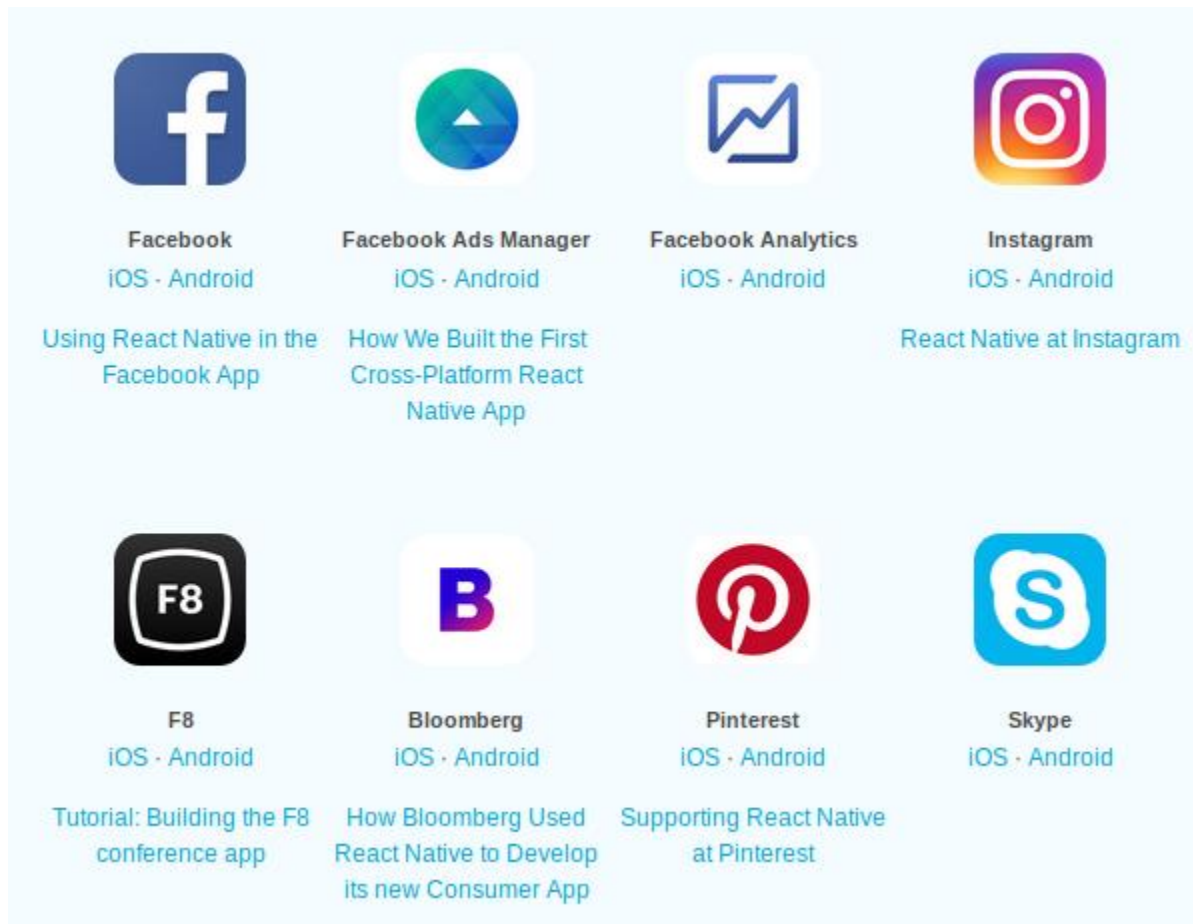 Facebook
iOS · Android
Using React Native in the
Facebook App
Facebook Ads Manager
iOS · Android
How We Built the First
Cross-Platform React
Native App
Facebook Analytics
iOS · Android
Instagram
iOS · Android
React Native at Instagram
F8
F8
iOS · Android
Tutorial: Building the F8
conference app
B
Bloomberg
iOS · Android
How Bloomberg Used
React Native to Develop
its new Consumer App
Pinterest
iOS · Android
Supporting React Native
at Pinterest
S
Skype
iOS · Android